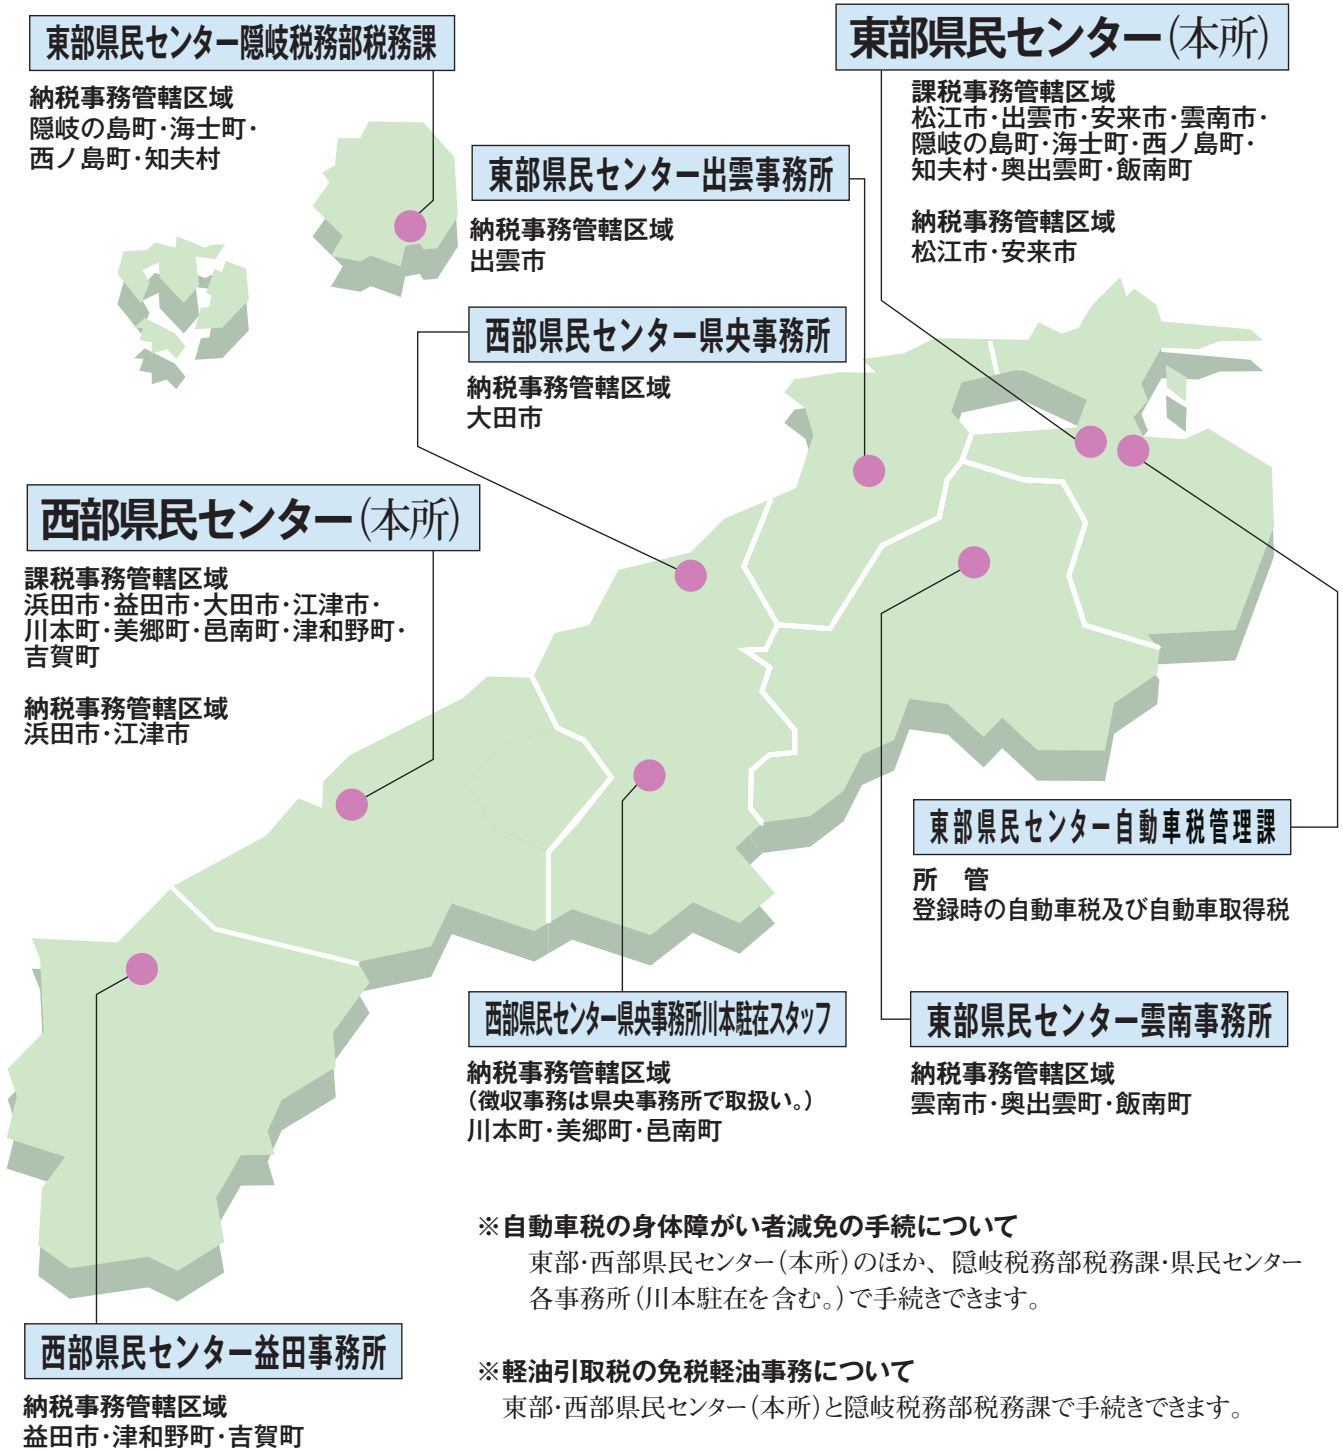 東部県民センター隠岐税務部税務課
納税事務管轄区域
隠岐の島町・海士町・
西ノ島町・知夫村
東部県民センター(本所)
課税事務管轄区域
松江市・出雲市・安来市・雲南市・
隠岐の島町・海士町・西ノ島町・
知夫村・奥出雲町・飯南町
納税事務管轄区域
松江市・安来市
東部県民センター出雲事務所
納税事務管轄区域
出雲市
西部県民センター県央事務所
納税事務管轄区域
大田市
西部県民センター(本所)
課税事務管轄区域
浜田市・益田市・大田市・江津市・
川本町・美郷町・邑南町・津和野町・
吉賀町
納税事務管轄区域
浜田市・江津市
東部県民センター自動車税管理課
所　管
登録時の自動車税及び自動車取得税
西部県民センター県央事務所川本駐在スタッフ
納税事務管轄区域
(徴収事務は県央事務所で取扱い。)
川本町・美郷町・邑南町
東部県民センター雲南事務所
納税事務管轄区域
雲南市・奥出雲町・飯南町
※自動車税の身体障がい者減免の手続について
東部・西部県民センター(本所)のほか、隠岐税務部税務課・県民センター
各事務所(川本駐在を含む。)で手続きできます。
※軽油引取税の免税軽油事務について
東部・西部県民センター(本所)と隠岐税務部税務課で手続きできます。
西部県民センター益田事務所
納税事務管轄区域
益田市・津和野町・吉賀町